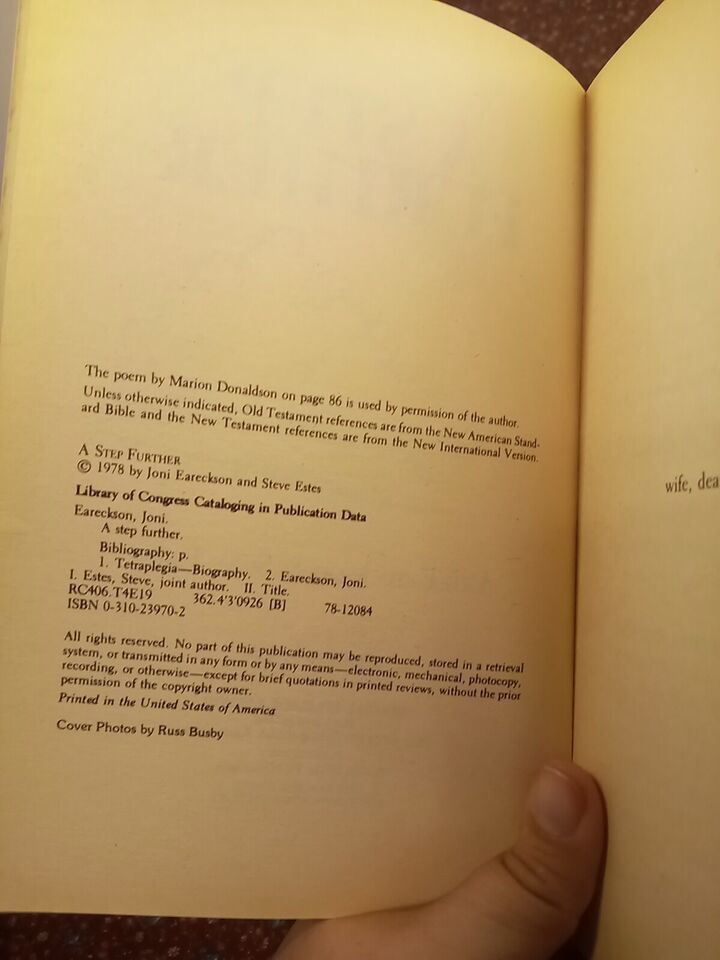 The poem by Marion Donaldson on page 86 is used by permission of the author.
Unless otherwise indicated, Old Testament references are from the New American Stand-
ard Bible and the New Testament references are from the New International Version.
A STEP FURTHER
© 1978 by Joni Eareckson and Steve Estes
Library of Congress Cataloging in Publication Data
Eareckson, Joni.
A step further.
Bibliography: p.
1. Tetraplegia—Biography. 2. Eareckson, Joni.
I. Estes, Steve, joint author. II. Title.
RC406.T4E19 362.4'3'0926 [B] 78-12084
ISBN 0-310-23970-2
All rights reserved. No part of this publication may be reproduced, stored in a retrieval
system, or transmitted in any form or by any means—electronic, mechanical, photocopy,
recording, or otherwise—except for brief quotations in printed reviews, without the prior
permission of the copyright owner.
Printed in the United States of America
Cover Photos by Russ Busby
wife, dea